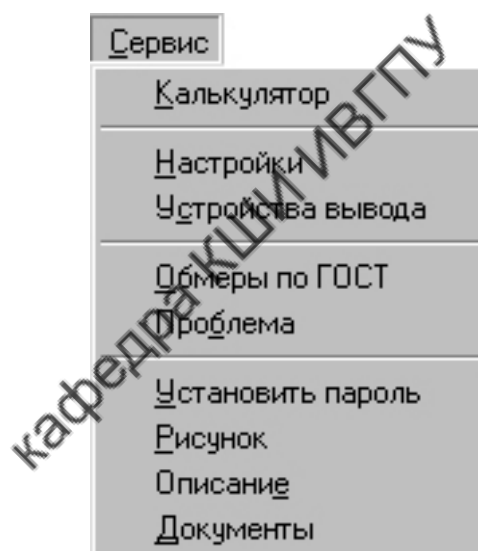 Сервис
Калькулятор
Настройки
Устройства вывода
Обмеры по ГОСТ
Проблема
Установить пароль
Рисунок
Описание
Документы
кафедра КШИ ИВГПУ